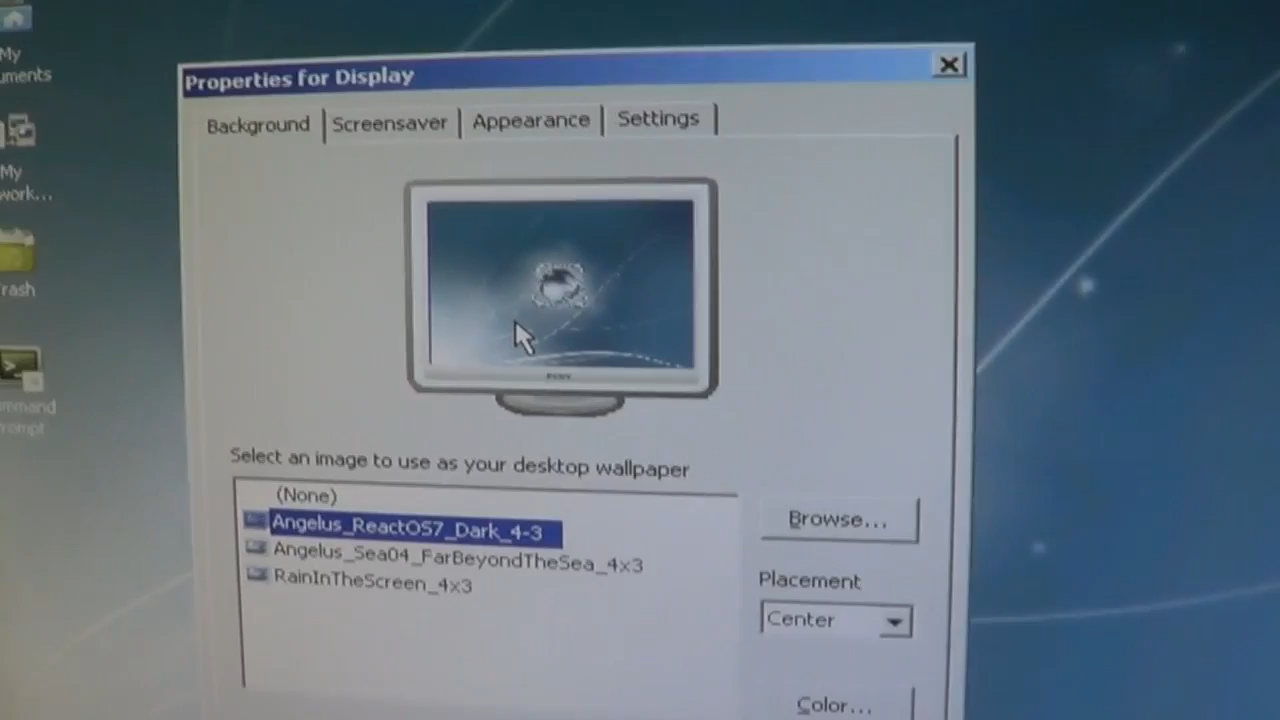 My
uments
My
work...
rash
mmand
rompt
Properties for Display
Background
Screensaver
Appearance
Settings
Select an image to use as your desktop wallpaper
(None)
Angelus_ReactOS7_Dark_4-3
Angelus_Sea04_FarBeyondTheSea_4x3
RainInTheScreen_4x3
Browse...
Placement
Center
Color...